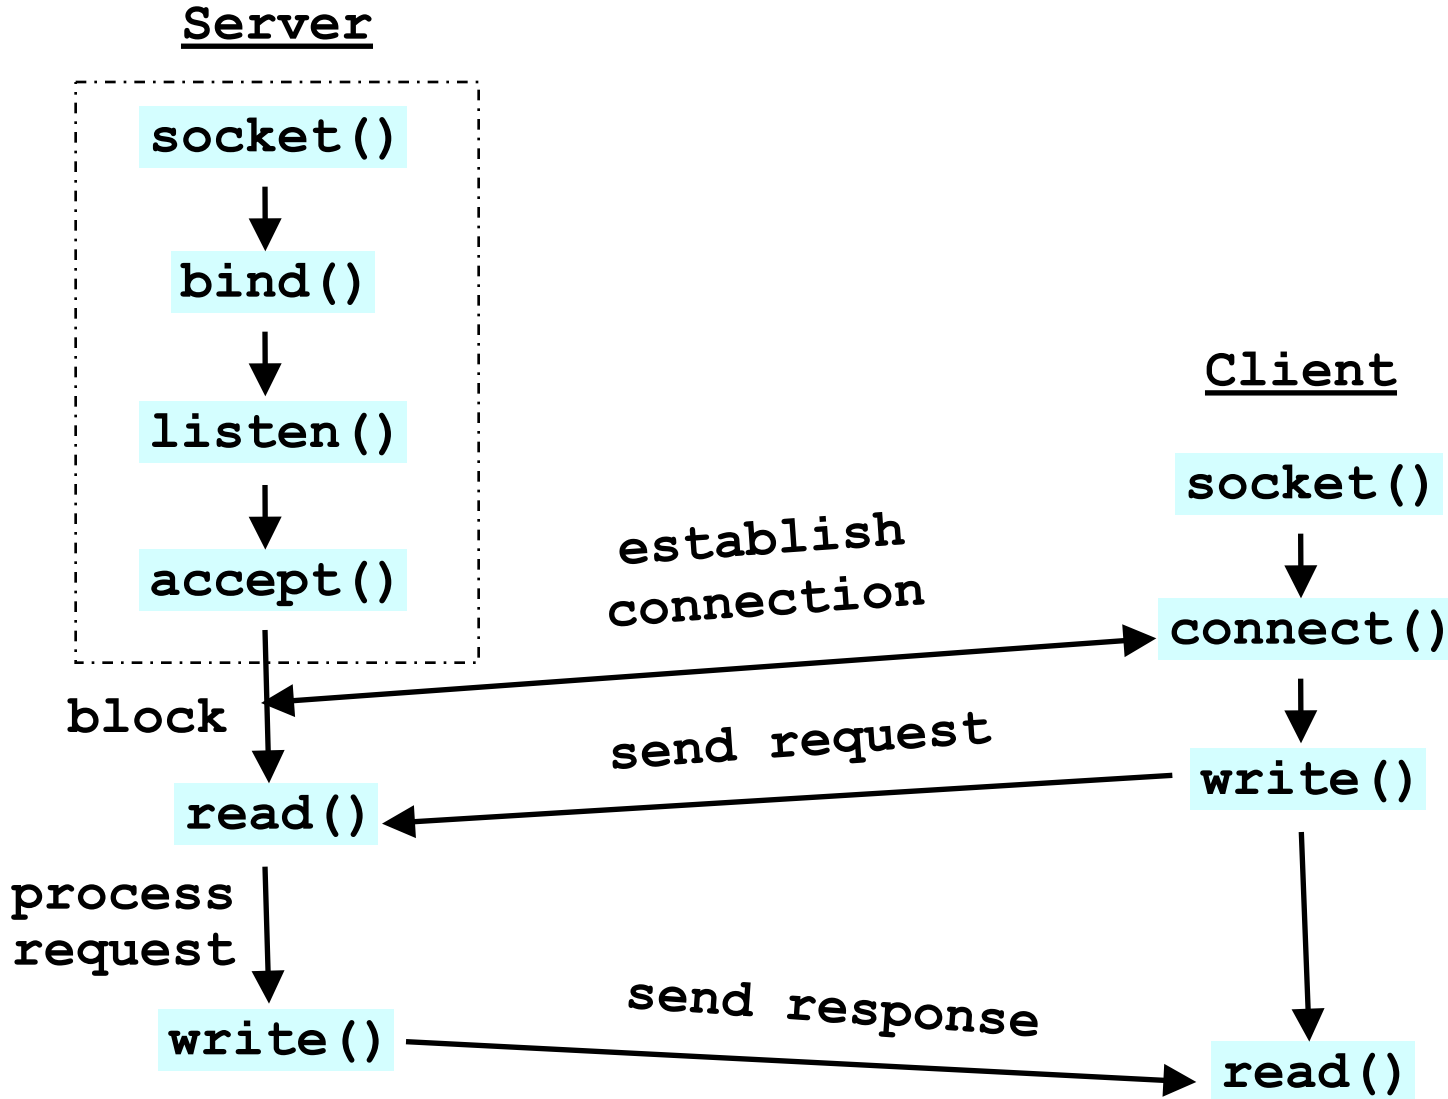 Server
socket()
bind()
listen()
accept()
block
read()
process
request
write()
establish
connection
send request
send response
Client
socket()
connect()
write()
read()